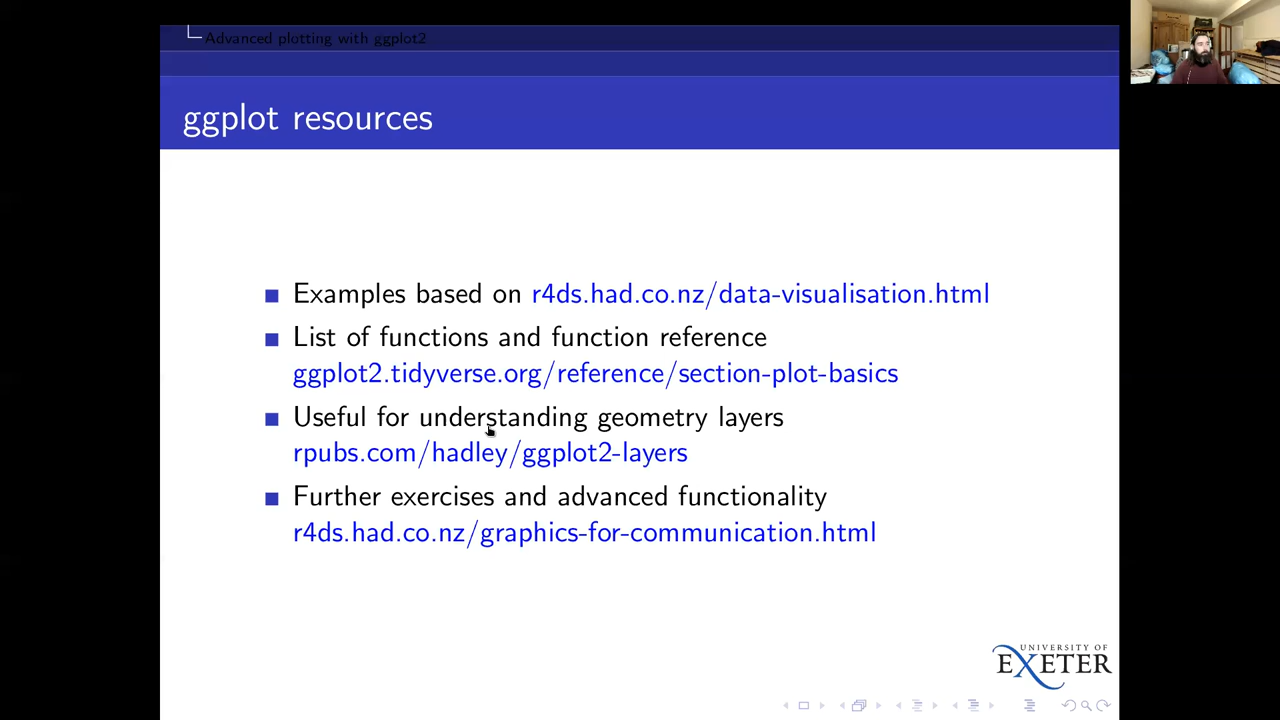 Advanced plotting with ggplot2
ggplot resources
Examples based on r4ds.had.co.nz/data-visualisation.html
List of functions and function reference
ggplot2.tidyverse.org/reference/section-plot-basics
Useful for understanding geometry layers
rpubs.com/hadley/ggplot2-layers
Further exercises and advanced functionality
r4ds.had.co.nz/graphics-for-communication.html
UNIVERSITY OF
EXETER